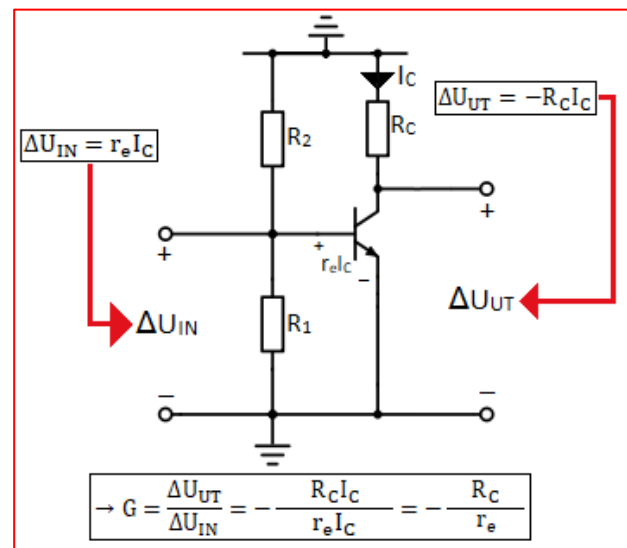 I_C
ΔU_UT = −R_C I_C
R_2
R_C
ΔU_IN = r_e I_C
+
+
+
r_e I_C
−
ΔU_IN
R_1
ΔU_UT
−
−
→ G = ΔU_UT / ΔU_IN = − R_C I_C / r_e I_C = − R_C / r_e